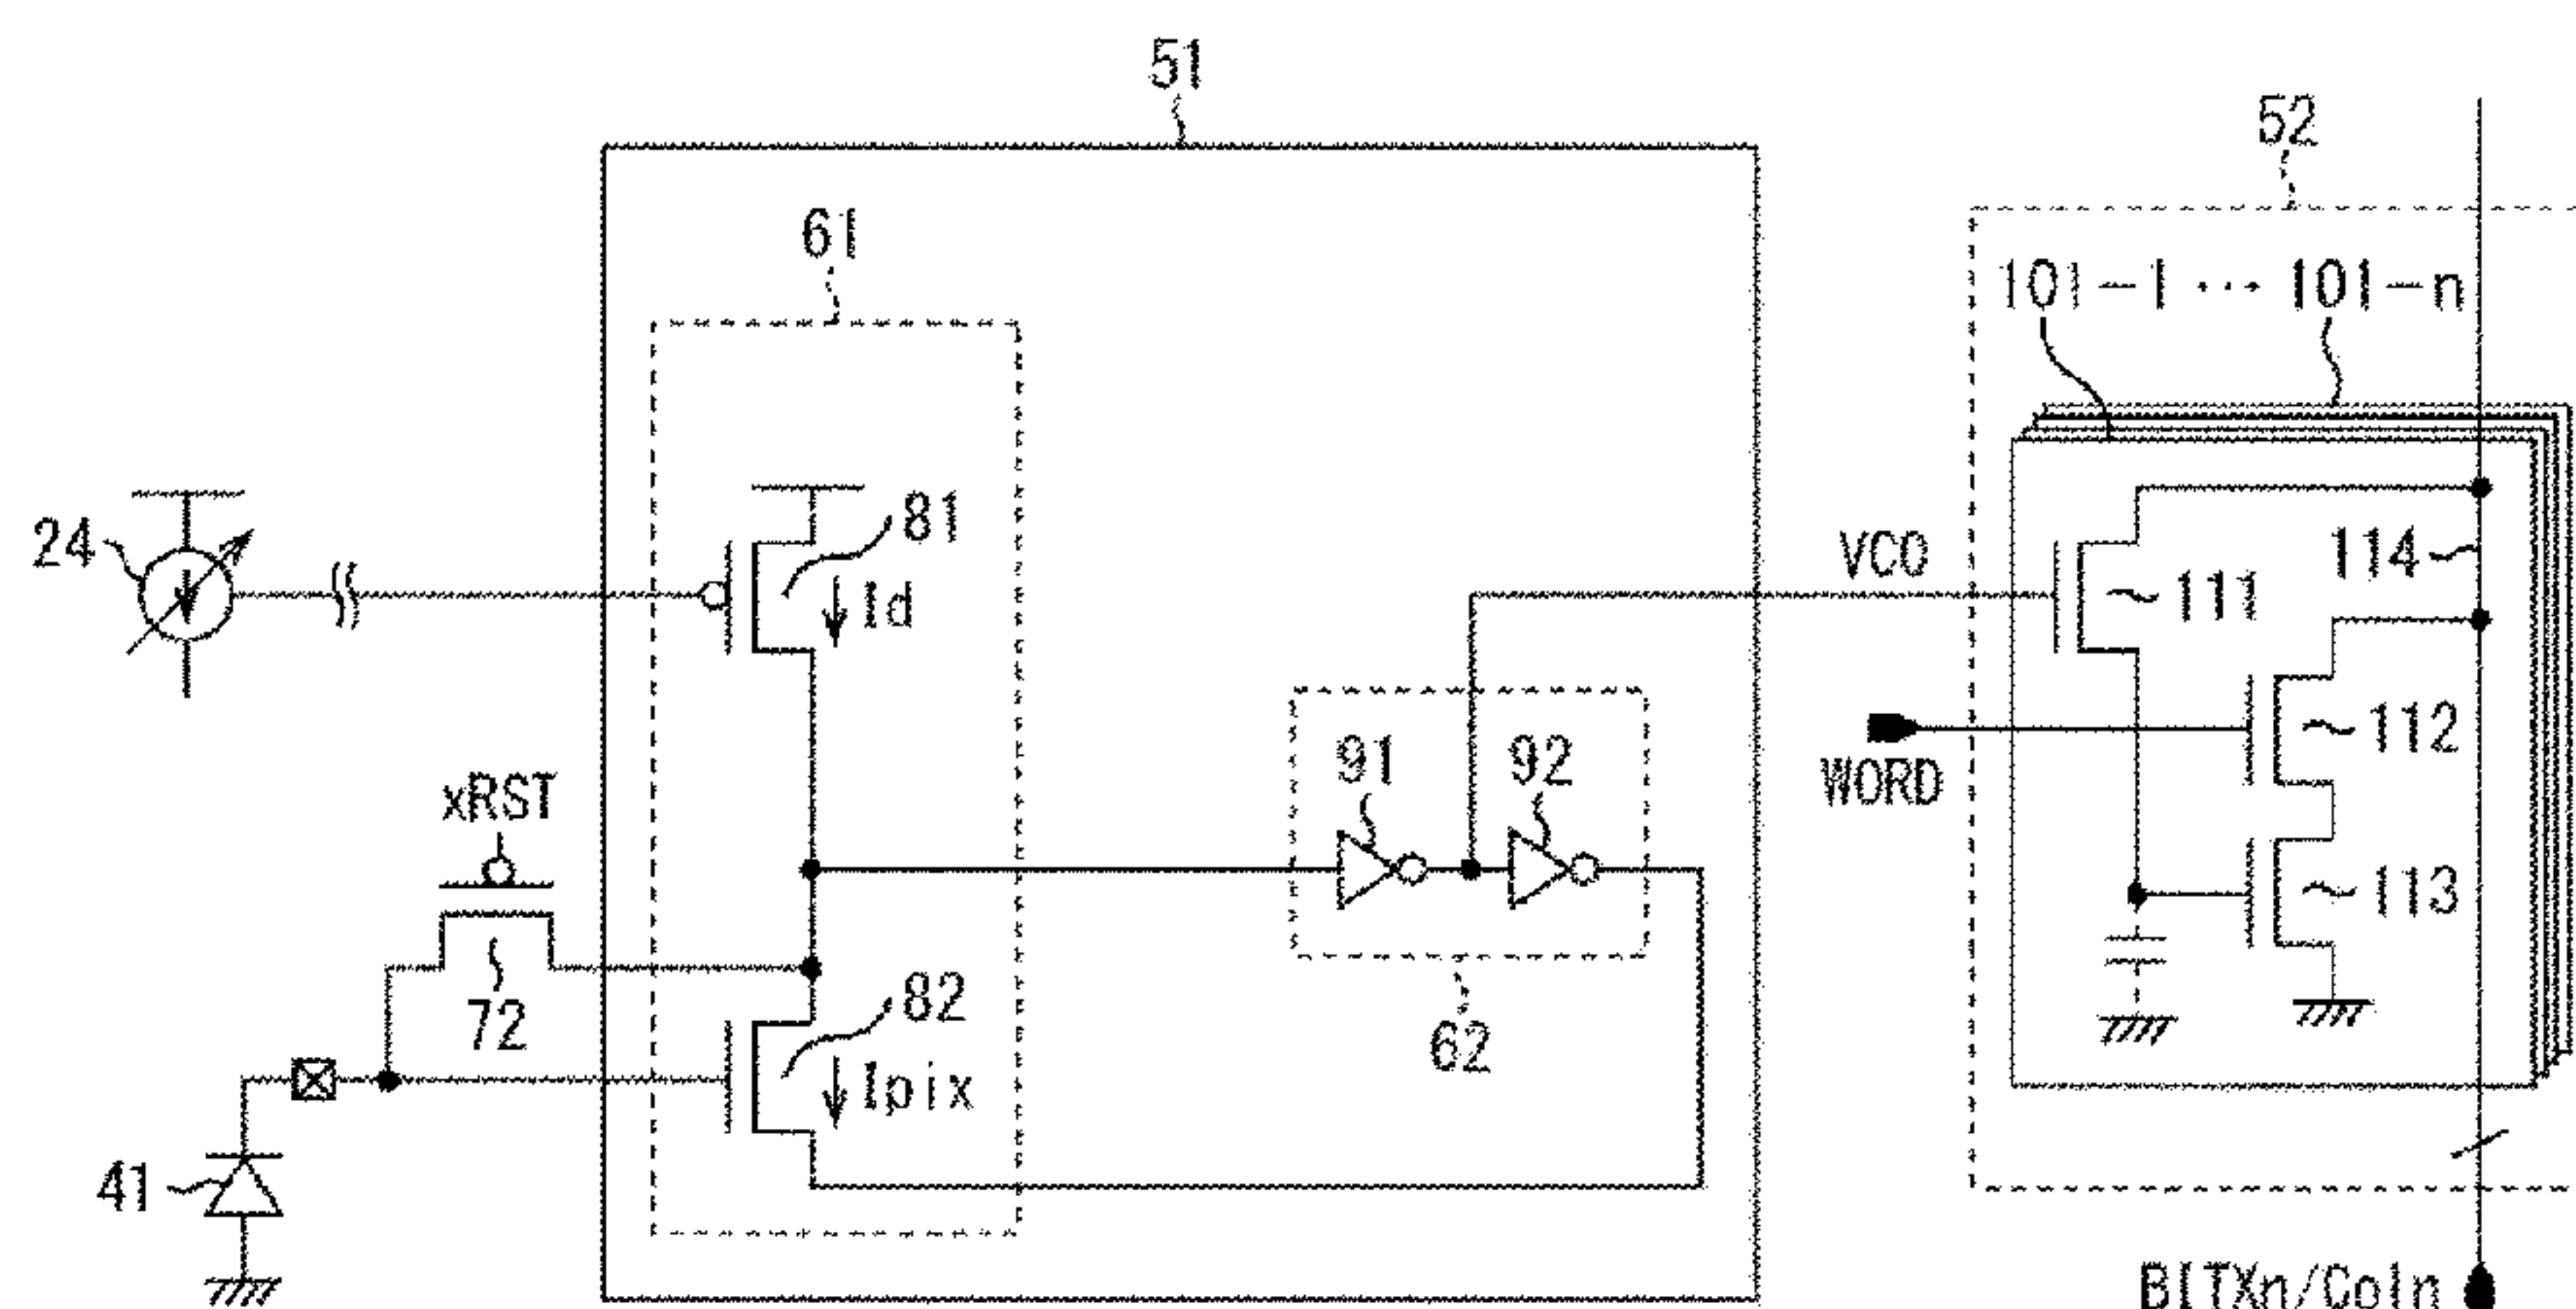 51
52
61
101-1 ··· 101-n
24
81
Id
VCO
111
114
xRST
91
92
WORD
112
72
82
Ipix
62
113
41
BITXn/Coln